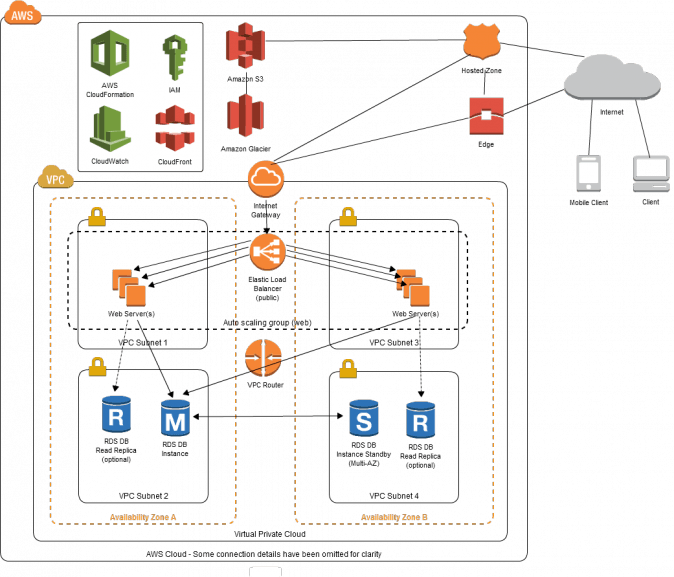 AWS
AWS
CloudFormation
IAM
CloudWatch
CloudFront
Amazon S3
Amazon Glacier
Hosted Zone
Edge
Internet
Mobile Client
Client
VPC
Internet
Gateway
Elastic Load
Balancer
(public)
Web Server(s)
Web Server(s)
Auto scaling group (web)
VPC Subnet 1
VPC Subnet 3
VPC Router
R
RDS DB
Read Replica
(optional)
M
RDS DB
Instance
S
RDS DB
Instance Standby
(Multi-AZ)
R
RDS DB
Read Replica
(optional)
VPC Subnet 2
VPC Subnet 4
Availability Zone A
Availability Zone B
Virtual Private Cloud
AWS Cloud - Some connection details have been omitted for clarity